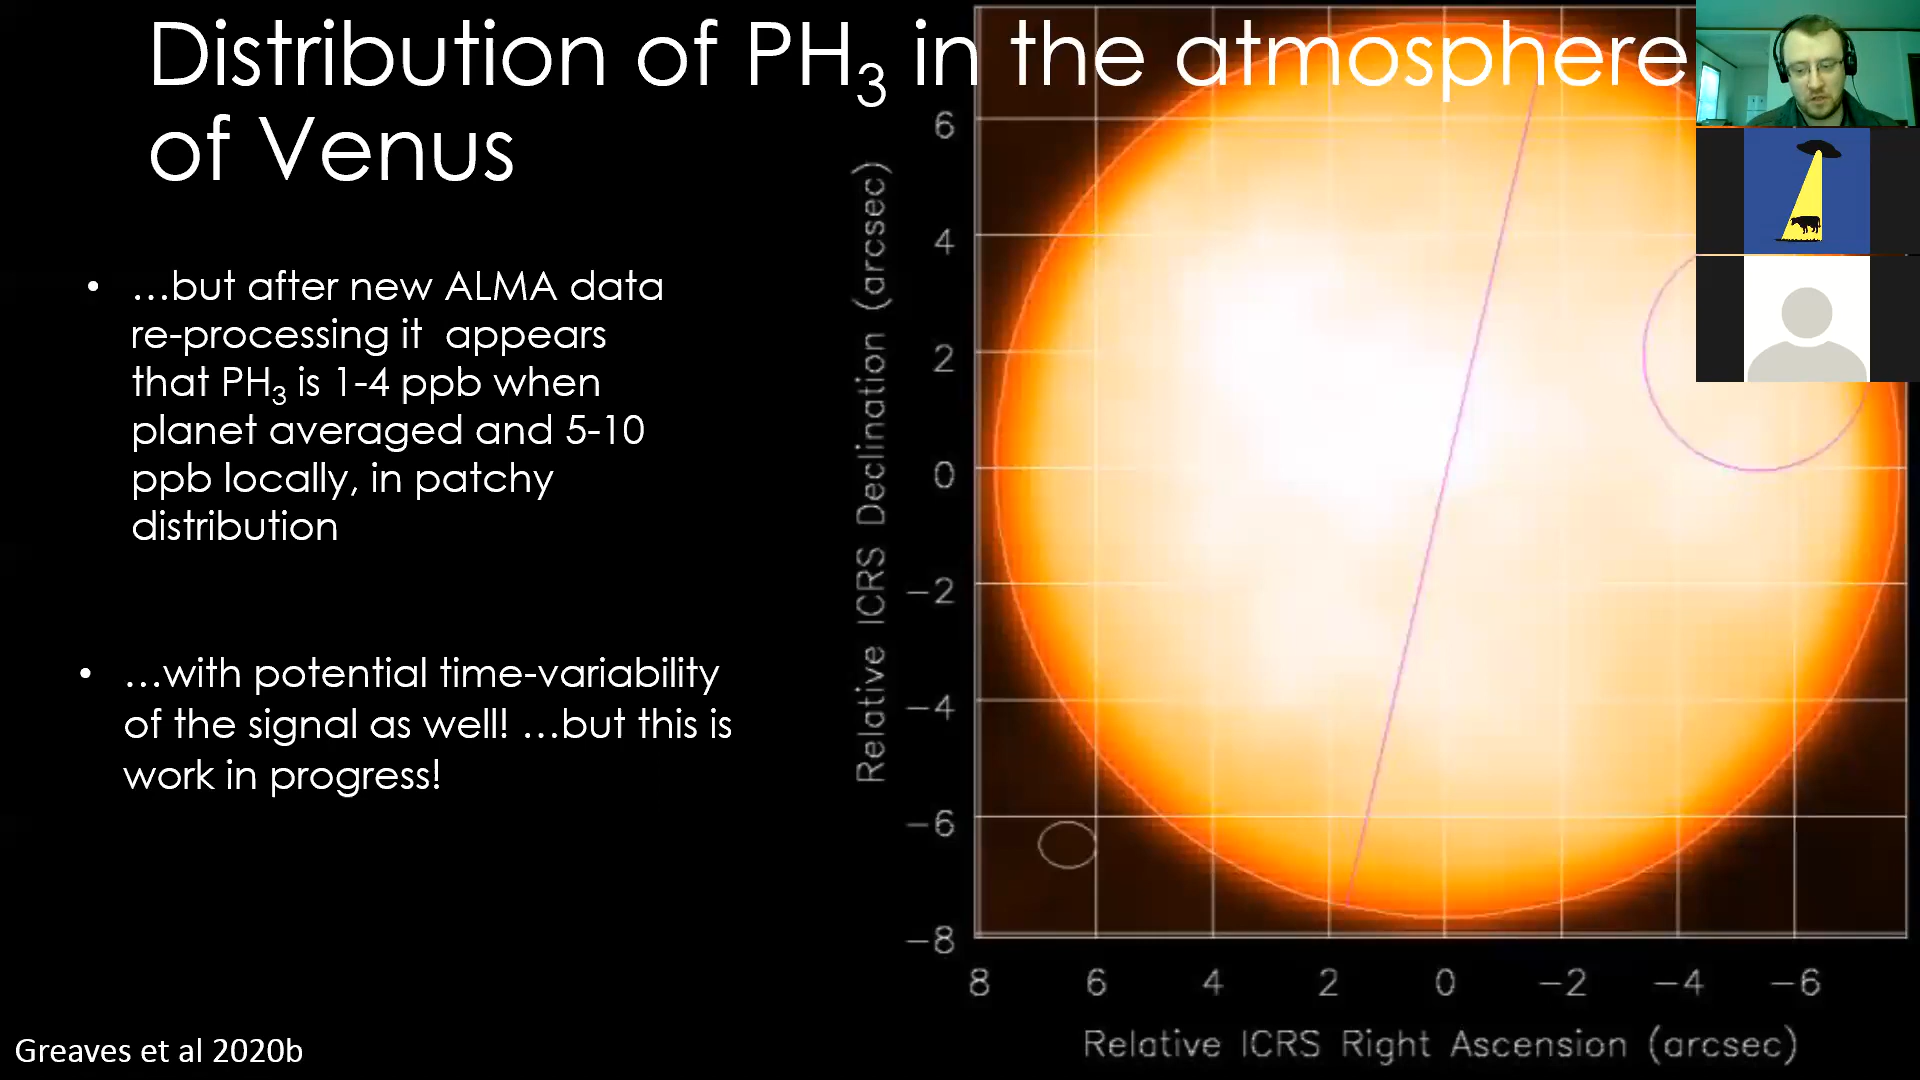 Distribution of PH₃ in the atmosphere
of Venus
• …but after new ALMA data
re-processing it  appears
that PH₃ is 1-4 ppb when
planet averaged and 5-10
ppb locally, in patchy
distribution
• …with potential time-variability
of the signal as well! …but this is
work in progress!
Greaves et al 2020b
Relative ICRS Declination (arcsec)
6
4
2
0
−2
−4
−6
−8
8 6 4 2 0 −2 −4 −6
Relative ICRS Right Ascension (arcsec)